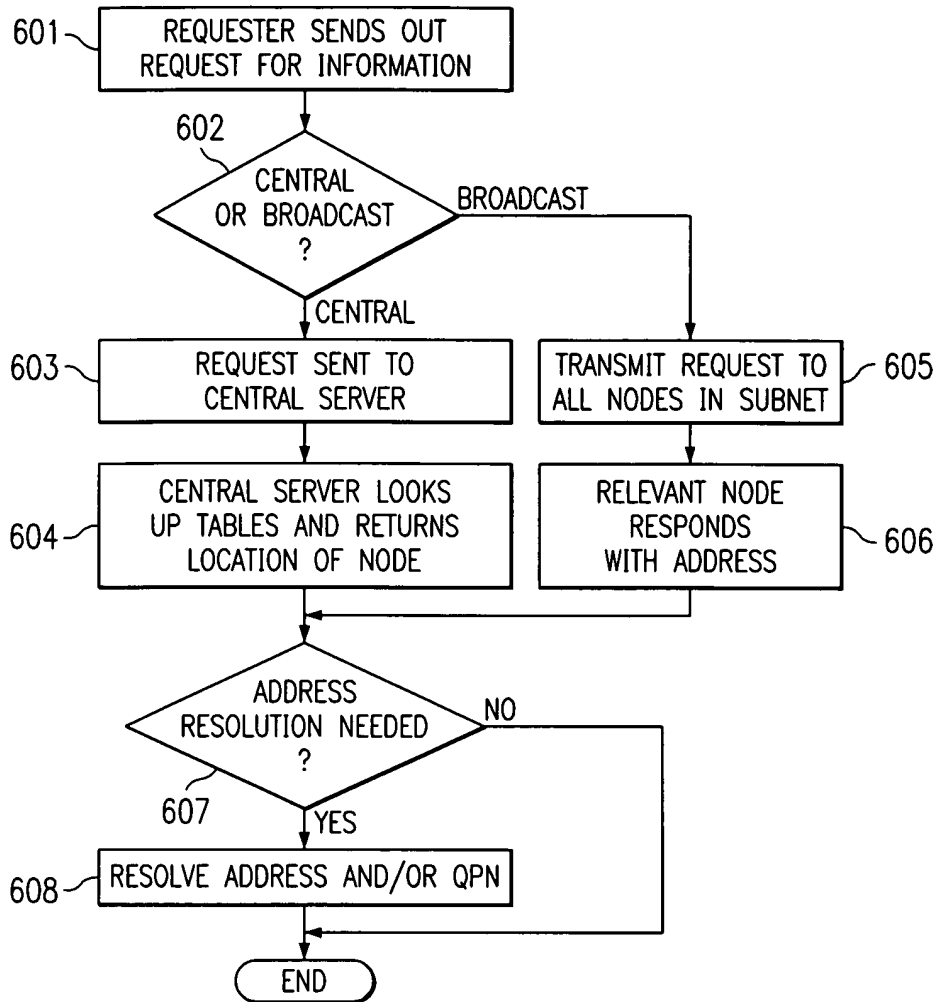 601
REQUESTER SENDS OUT
REQUEST FOR INFORMATION
602
CENTRAL
OR BROADCAST
?
BROADCAST
CENTRAL
603
REQUEST SENT TO
CENTRAL SERVER
TRANSMIT REQUEST TO
ALL NODES IN SUBNET
605
604
CENTRAL SERVER LOOKS
UP TABLES AND RETURNS
LOCATION OF NODE
RELEVANT NODE
RESPONDS
WITH ADDRESS
606
ADDRESS
RESOLUTION NEEDED
?
NO
607
YES
608
RESOLVE ADDRESS AND/OR QPN
END